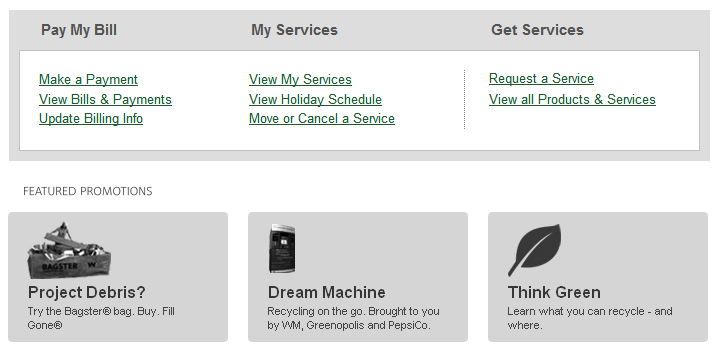 Pay My Bill
My Services
Get Services
Make a Payment
View Bills & Payments
Update Billing Info
View My Services
View Holiday Schedule
Move or Cancel a Service
Request a Service
View all Products & Services
FEATURED PROMOTIONS
BAGSTER W
Project Debris?
Try the Bagster® bag. Buy. Fill
Gone®
Dream Machine
Recycling on the go. Brought to you
by WM, Greenopolis and PepsiCo.
Think Green
Learn what you can recycle - and
where.